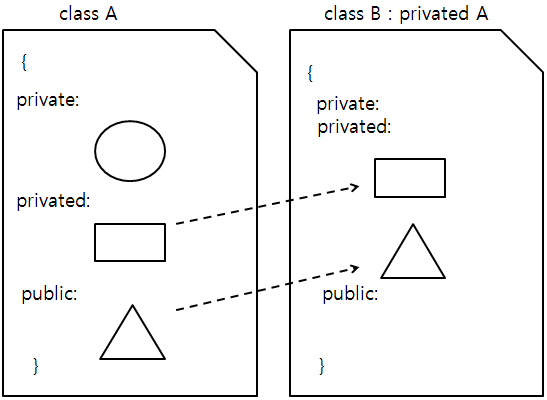 class A
{
private:
privated:
public:
}
class B : privated A
{
private:
privated:
public:
}